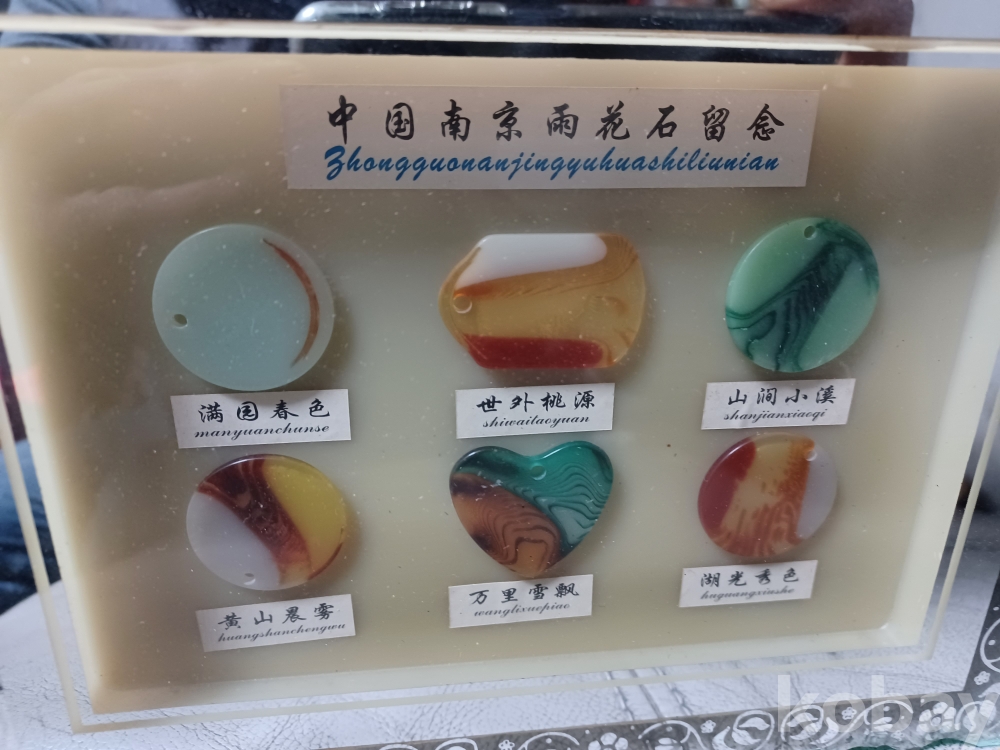 中国南京雨花石留念
Zhongguonanjingyuhuashiliunian
满园春色
manyuanchunse
世外桃源
shiwaitaoyuan
山涧小溪
shanjianxiaoqi
黄山晨雾
huangshanchengwu
万里雪飘
wanglixuepiao
湖光秀色
huguangxiushe